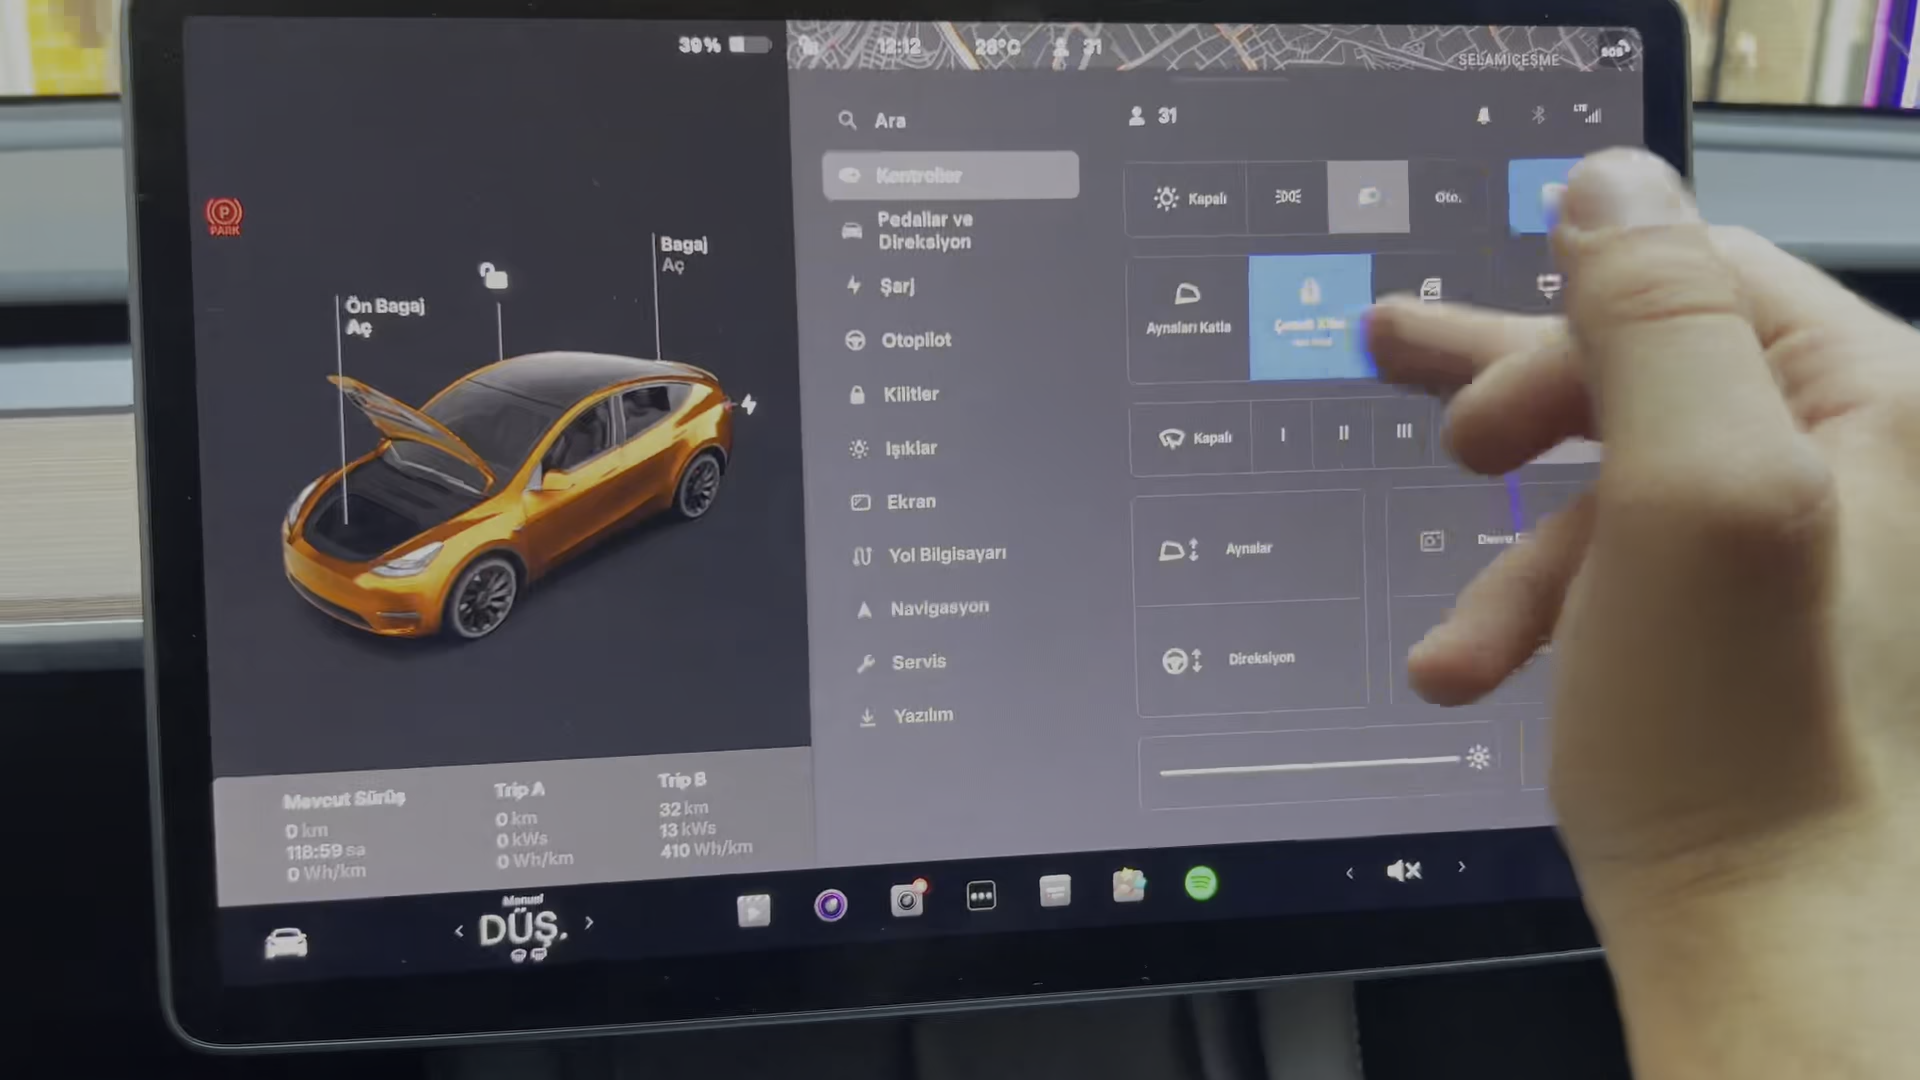 39%
12:12
28°C
31
SELAMİÇEŞME
SOS
PARK
Ön Bagaj
Aç
Bagaj
Aç
Ara
Kontroller
Pedallar ve
Direksiyon
Şarj
Otopilot
Kilitler
Işıklar
Ekran
Yol Bilgisayarı
Navigasyon
Servis
Yazılım
31
LTE
Kapalı
Oto.
Aynaları Katla
Kapalı
I
II
III
Aynalar
Direksiyon
Mevcut Sürüş
0 km
118:59 sa
0 Wh/km
Trip A
0 km
0 kWs
0 Wh/km
Trip B
32 km
13 kWs
410 Wh/km
Manuel
DÜŞ.